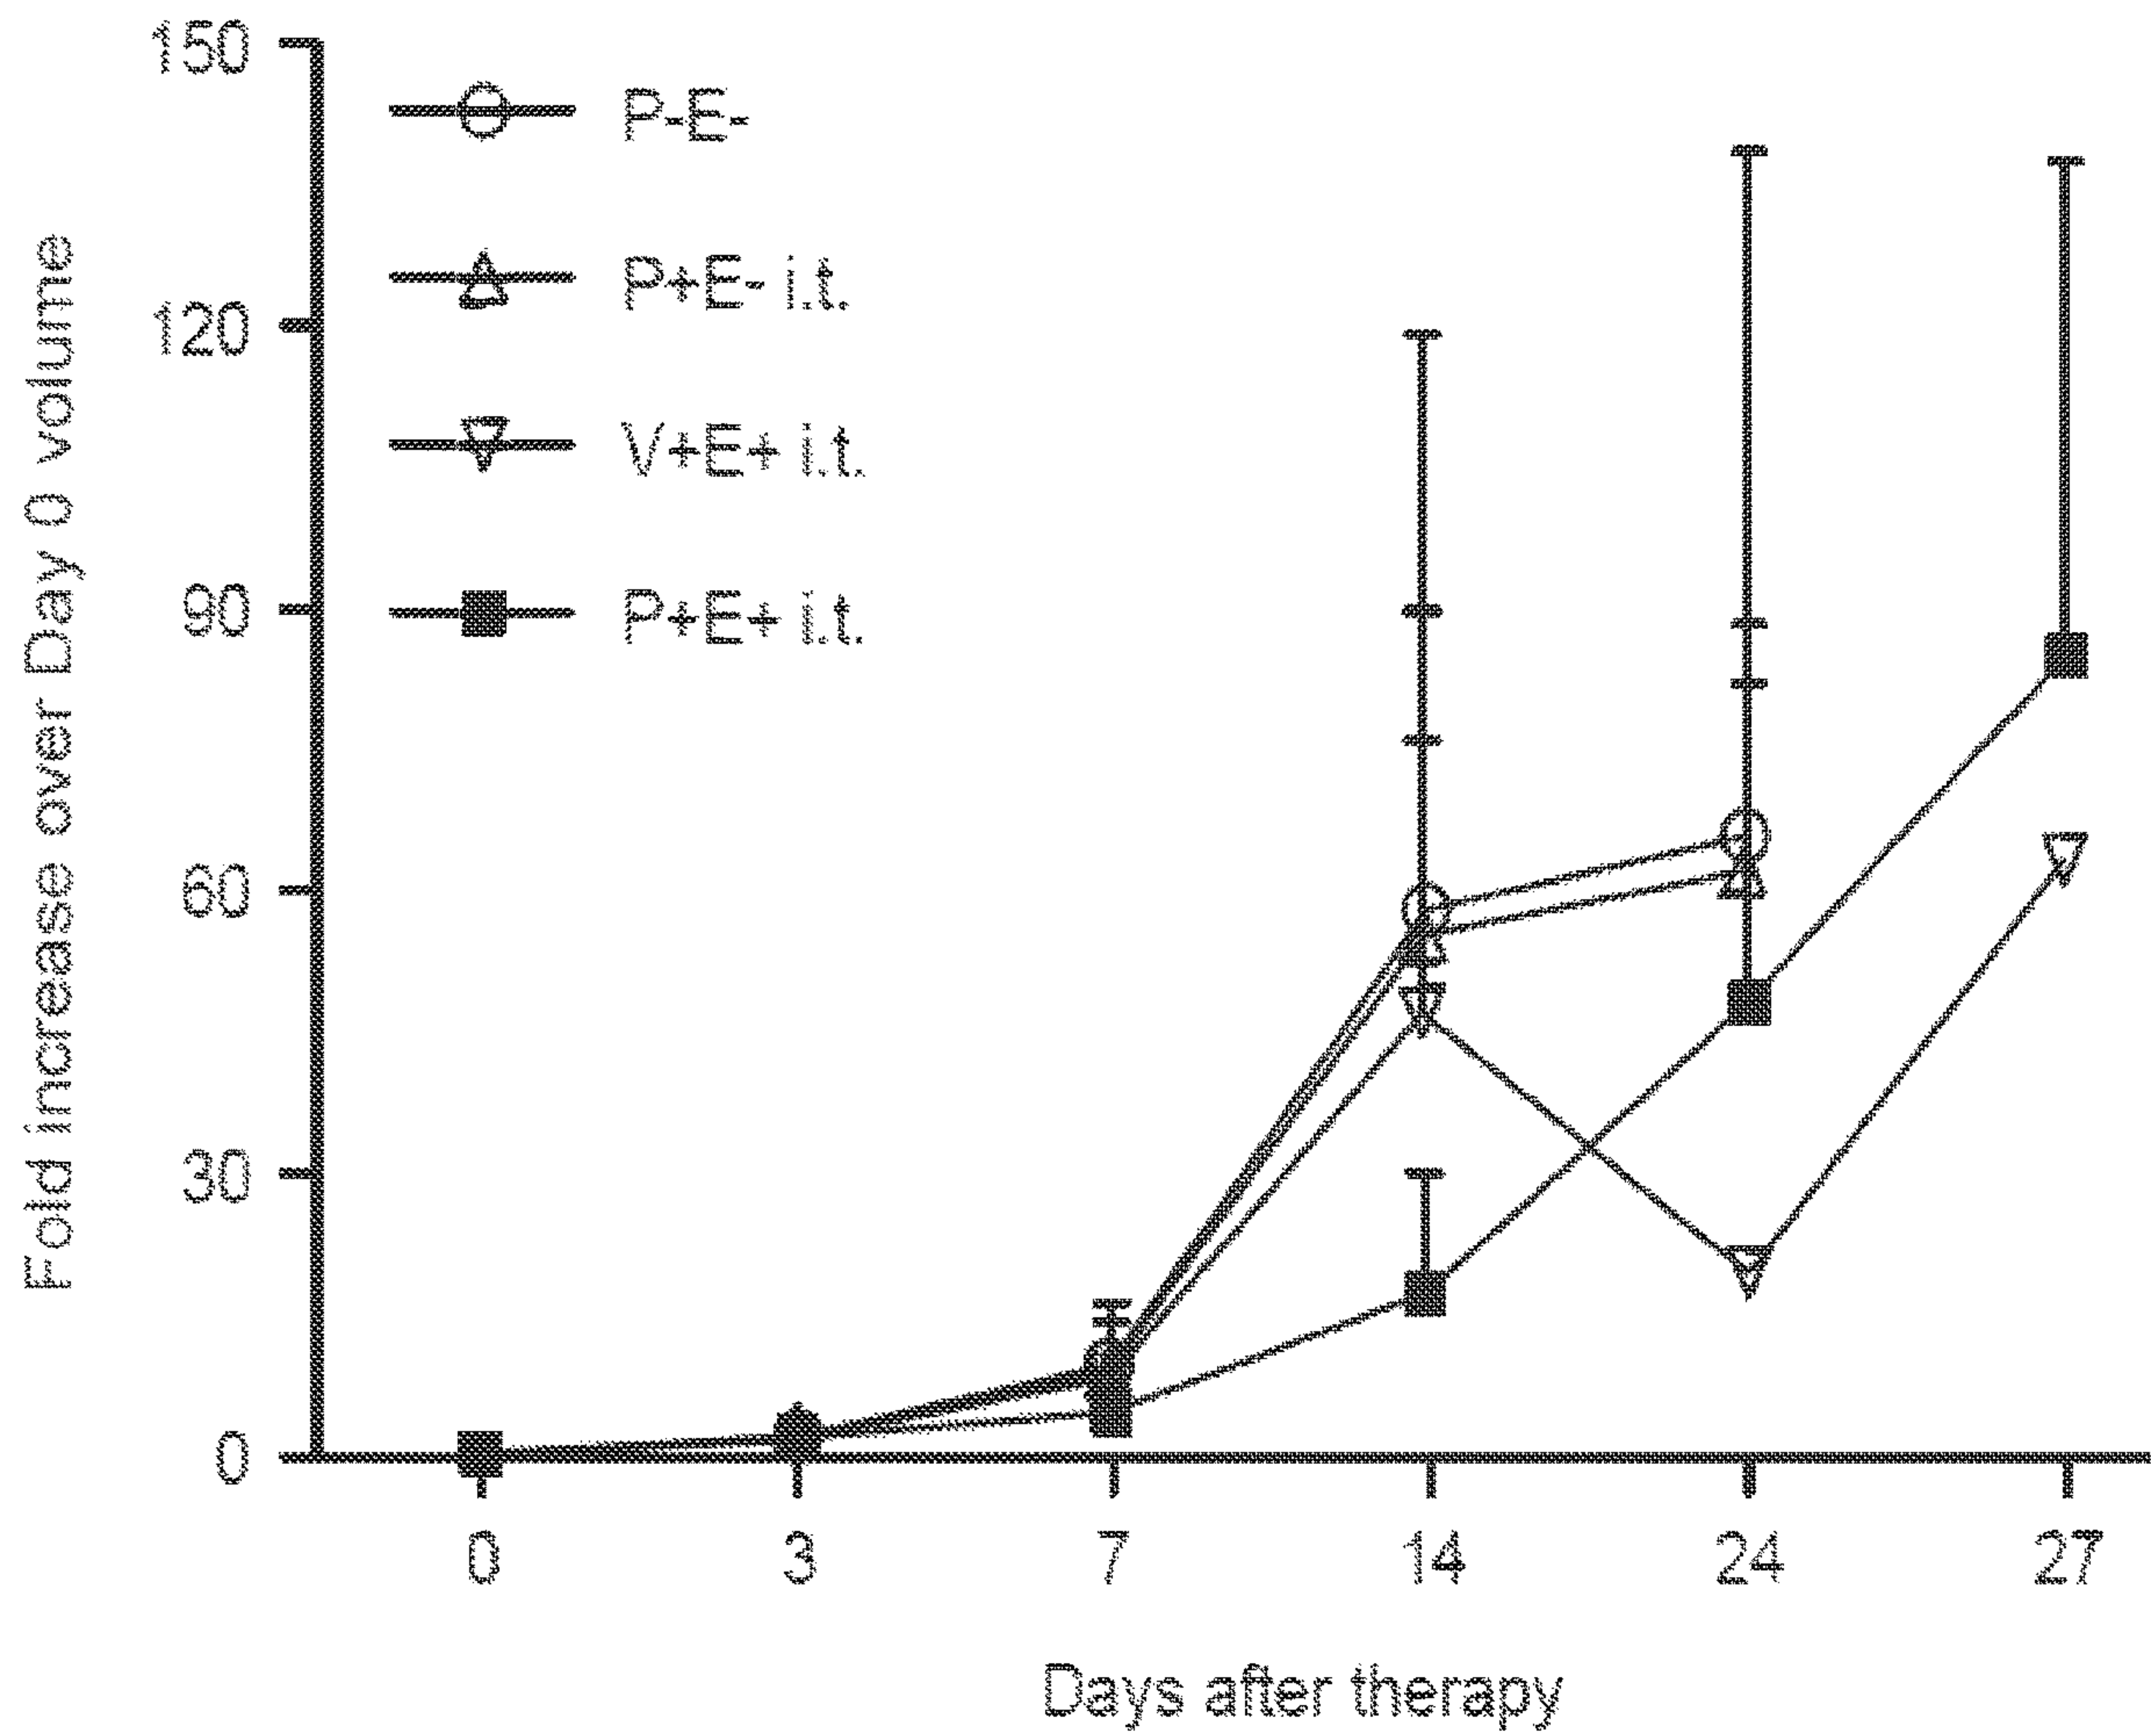 150
120
90
60
30
0
Fold increase over Day 0 volume
P-E-
P+E- i.t.
V+E+ i.t.
P+E+ i.t.
0 3 7 14 24 27
Days after therapy